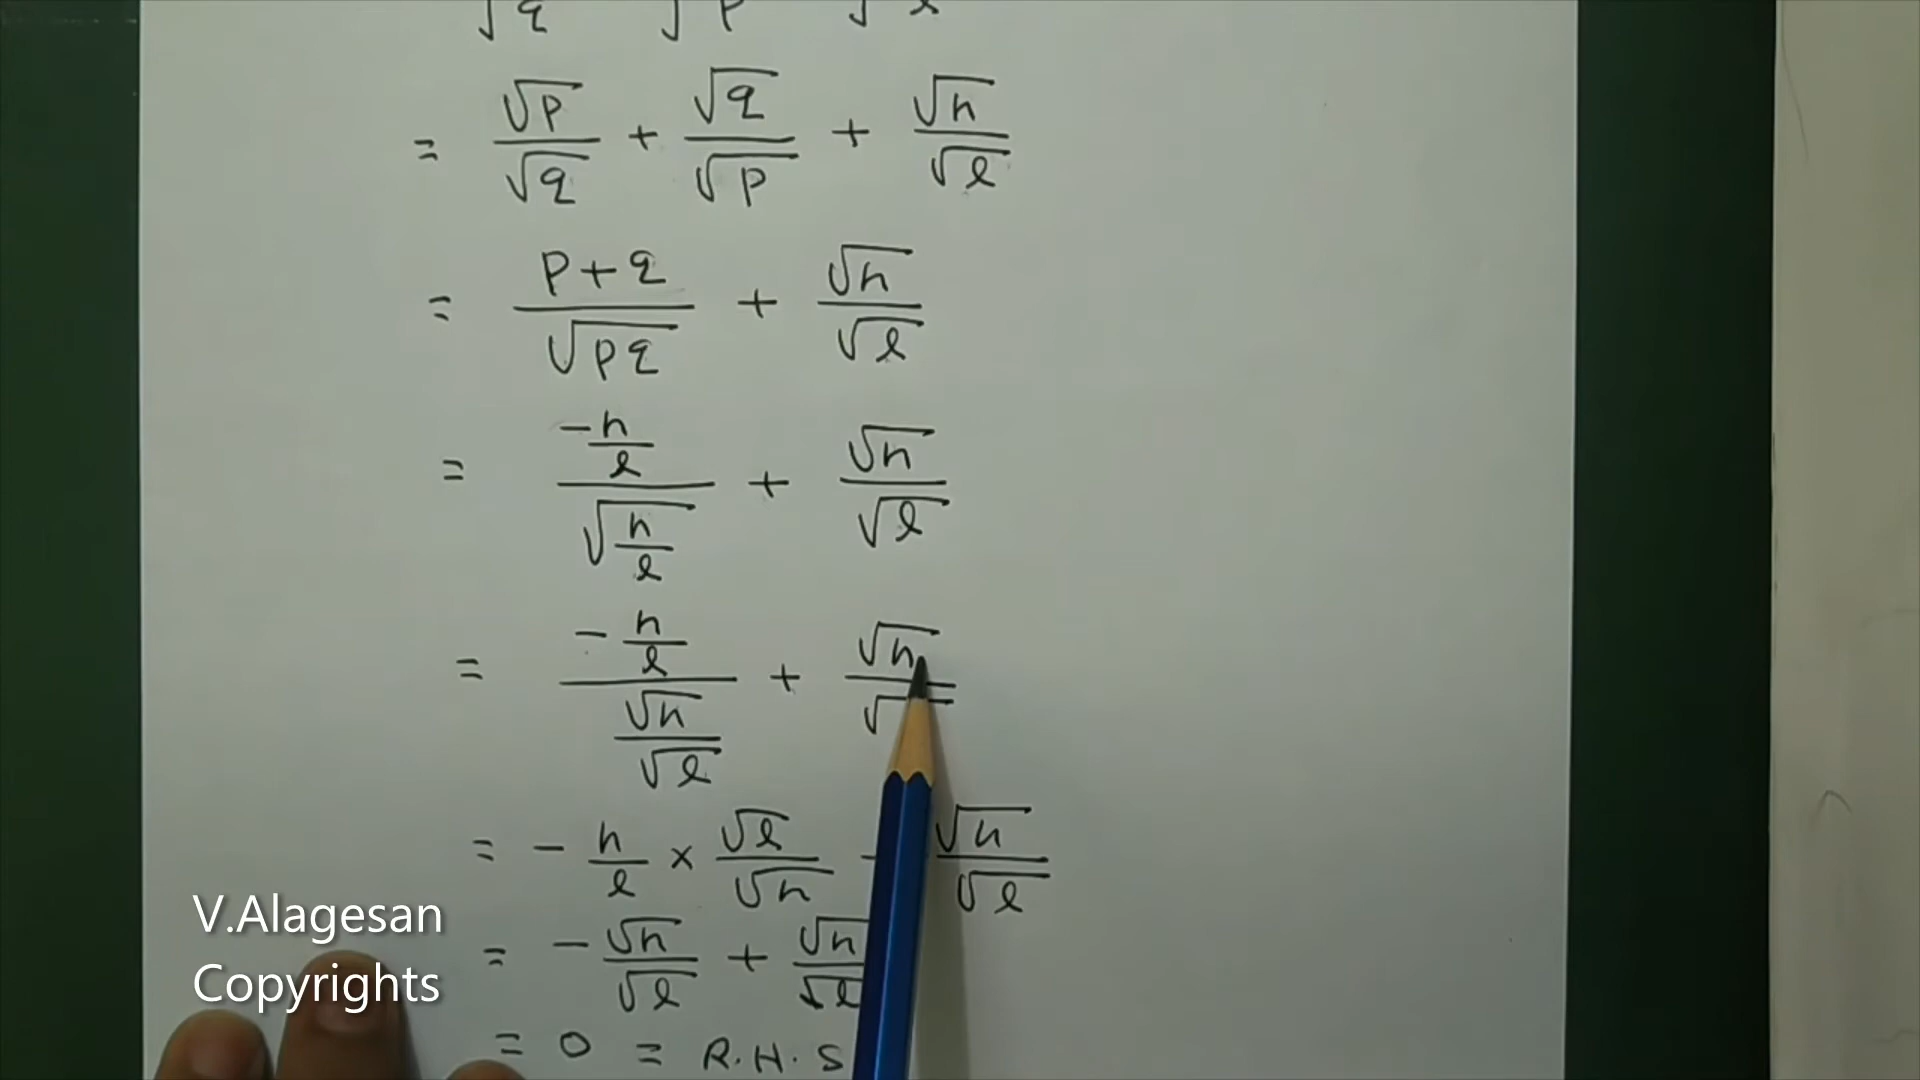 √q √p √l
= √p/√q + √q/√p + √n/√l
= p+q/√pq + √n/√l
= -n/l/√n/l + √n/√l
= -n/l/√n/√l + √n/√
= - n/l × √l/√n √n/√l
= - √n/√l + √n/√l
= 0 = R.H.S
V.Alagesan
Copyrights